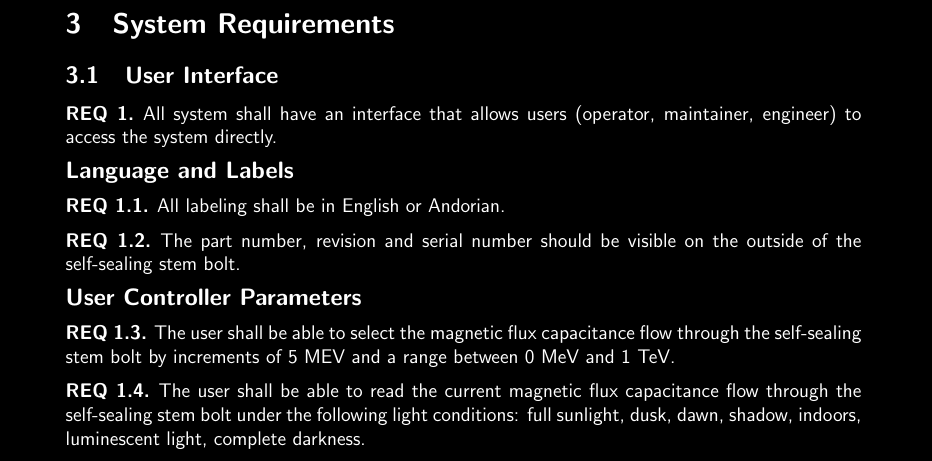 3 System Requirements
3.1 User Interface
REQ 1. All system shall have an interface that allows users (operator, maintainer, engineer) to
access the system directly.
Language and Labels
REQ 1.1. All labeling shall be in English or Andorian.
REQ 1.2. The part number, revision and serial number should be visible on the outside of the
self-sealing stem bolt.
User Controller Parameters
REQ 1.3. The user shall be able to select the magnetic flux capacitance flow through the self-sealing
stem bolt by increments of 5 MEV and a range between 0 MeV and 1 TeV.
REQ 1.4. The user shall be able to read the current magnetic flux capacitance flow through the
self-sealing stem bolt under the following light conditions: full sunlight, dusk, dawn, shadow, indoors,
luminescent light, complete darkness.